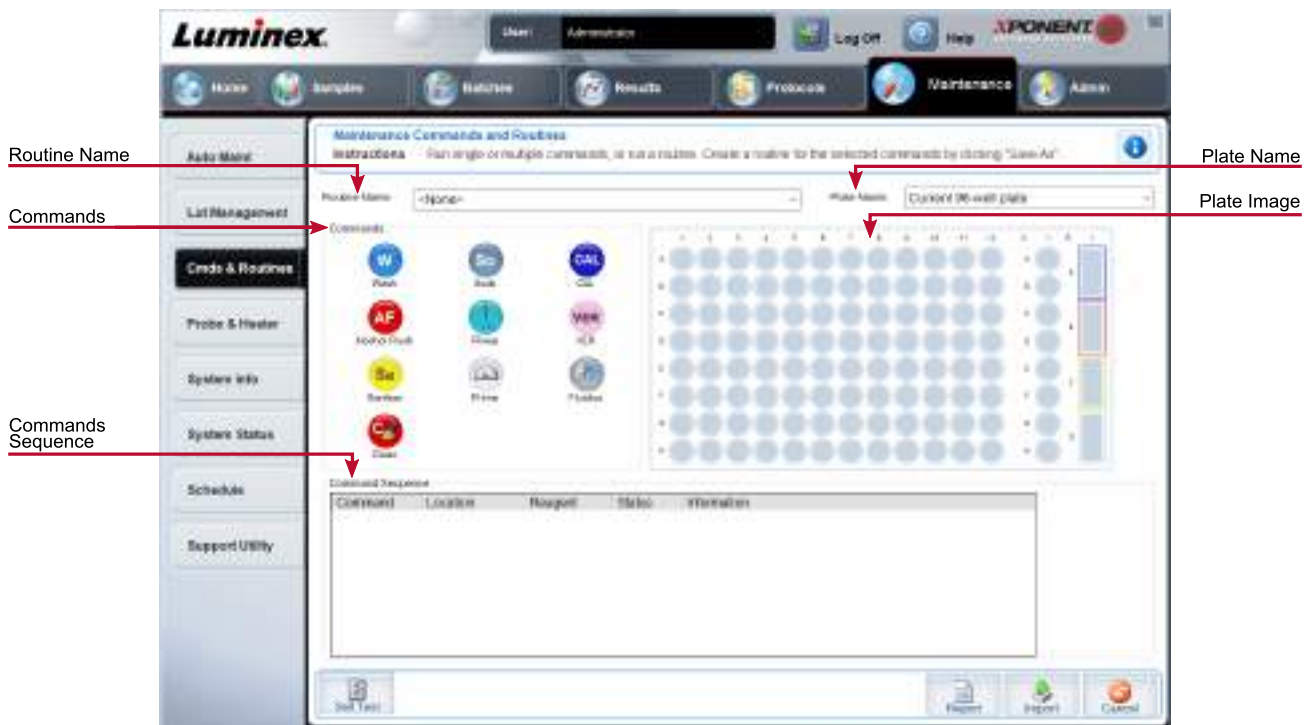 Luminex
User:
Administrator
Log Off
Help
XPONENT
Home
Samples
Batches
Results
Protocols
Maintenance
Admin
Auto Maint
Lot Management
Cmds & Routines
Probe & Heater
System Info
System Status
Schedule
Support Utility
Maintenance Commands and Routines
Instructions - Run single or multiple commands, or run a routine. Create a routine for the selected commands by clicking "Save As"
Routine Name
Commands
Commands
Sequence
Plate Name
Plate Image
Routine Name
<None>
Plate Name
Current 96-well plate
Commands
W
Wash
So
Soak
CAL
CAL
AF
Alcohol Flush
Rinse
VER
VER
Sa
Sanitize
Prime
Fluidics
Clean
Command Sequence
Command Location Reagent Status Information
Self Test
Report
Import
Cancel